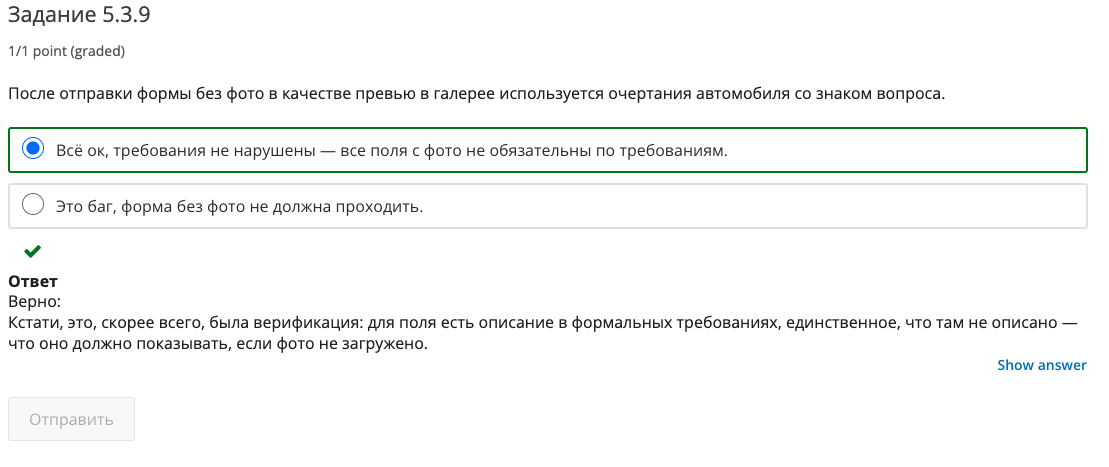 Задание 5.3.9
1/1 point (graded)
После отправки формы без фото в качестве превью в галерее используется очертания автомобиля со знаком вопроса.
Всё ок, требования не нарушены — все поля с фото не обязательны по требованиям.
Это баг, форма без фото не должна проходить.
Ответ
Верно:
Кстати, это, скорее всего, была верификация: для поля есть описание в формальных требованиях, единственное, что там не описано —
что оно должно показывать, если фото не загружено.
Show answer
Отправить